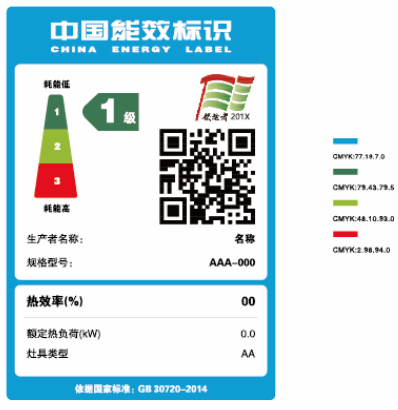 中国能效标识
CHINA ENERGY LABEL
耗能低
1
2
3
耗能高
1级
能效领跑者 201X
生产者名称： 名称
规格型号： AAA-000
热效率(%) 00
额定热负荷(kW) 0.0
灶具类型 AA
依据国家标准：GB 30720-2014
CMYK:77.19.7.0
CMYK:79.43.79.5
CMYK:48.10.93.0
CMYK:2.98.94.0